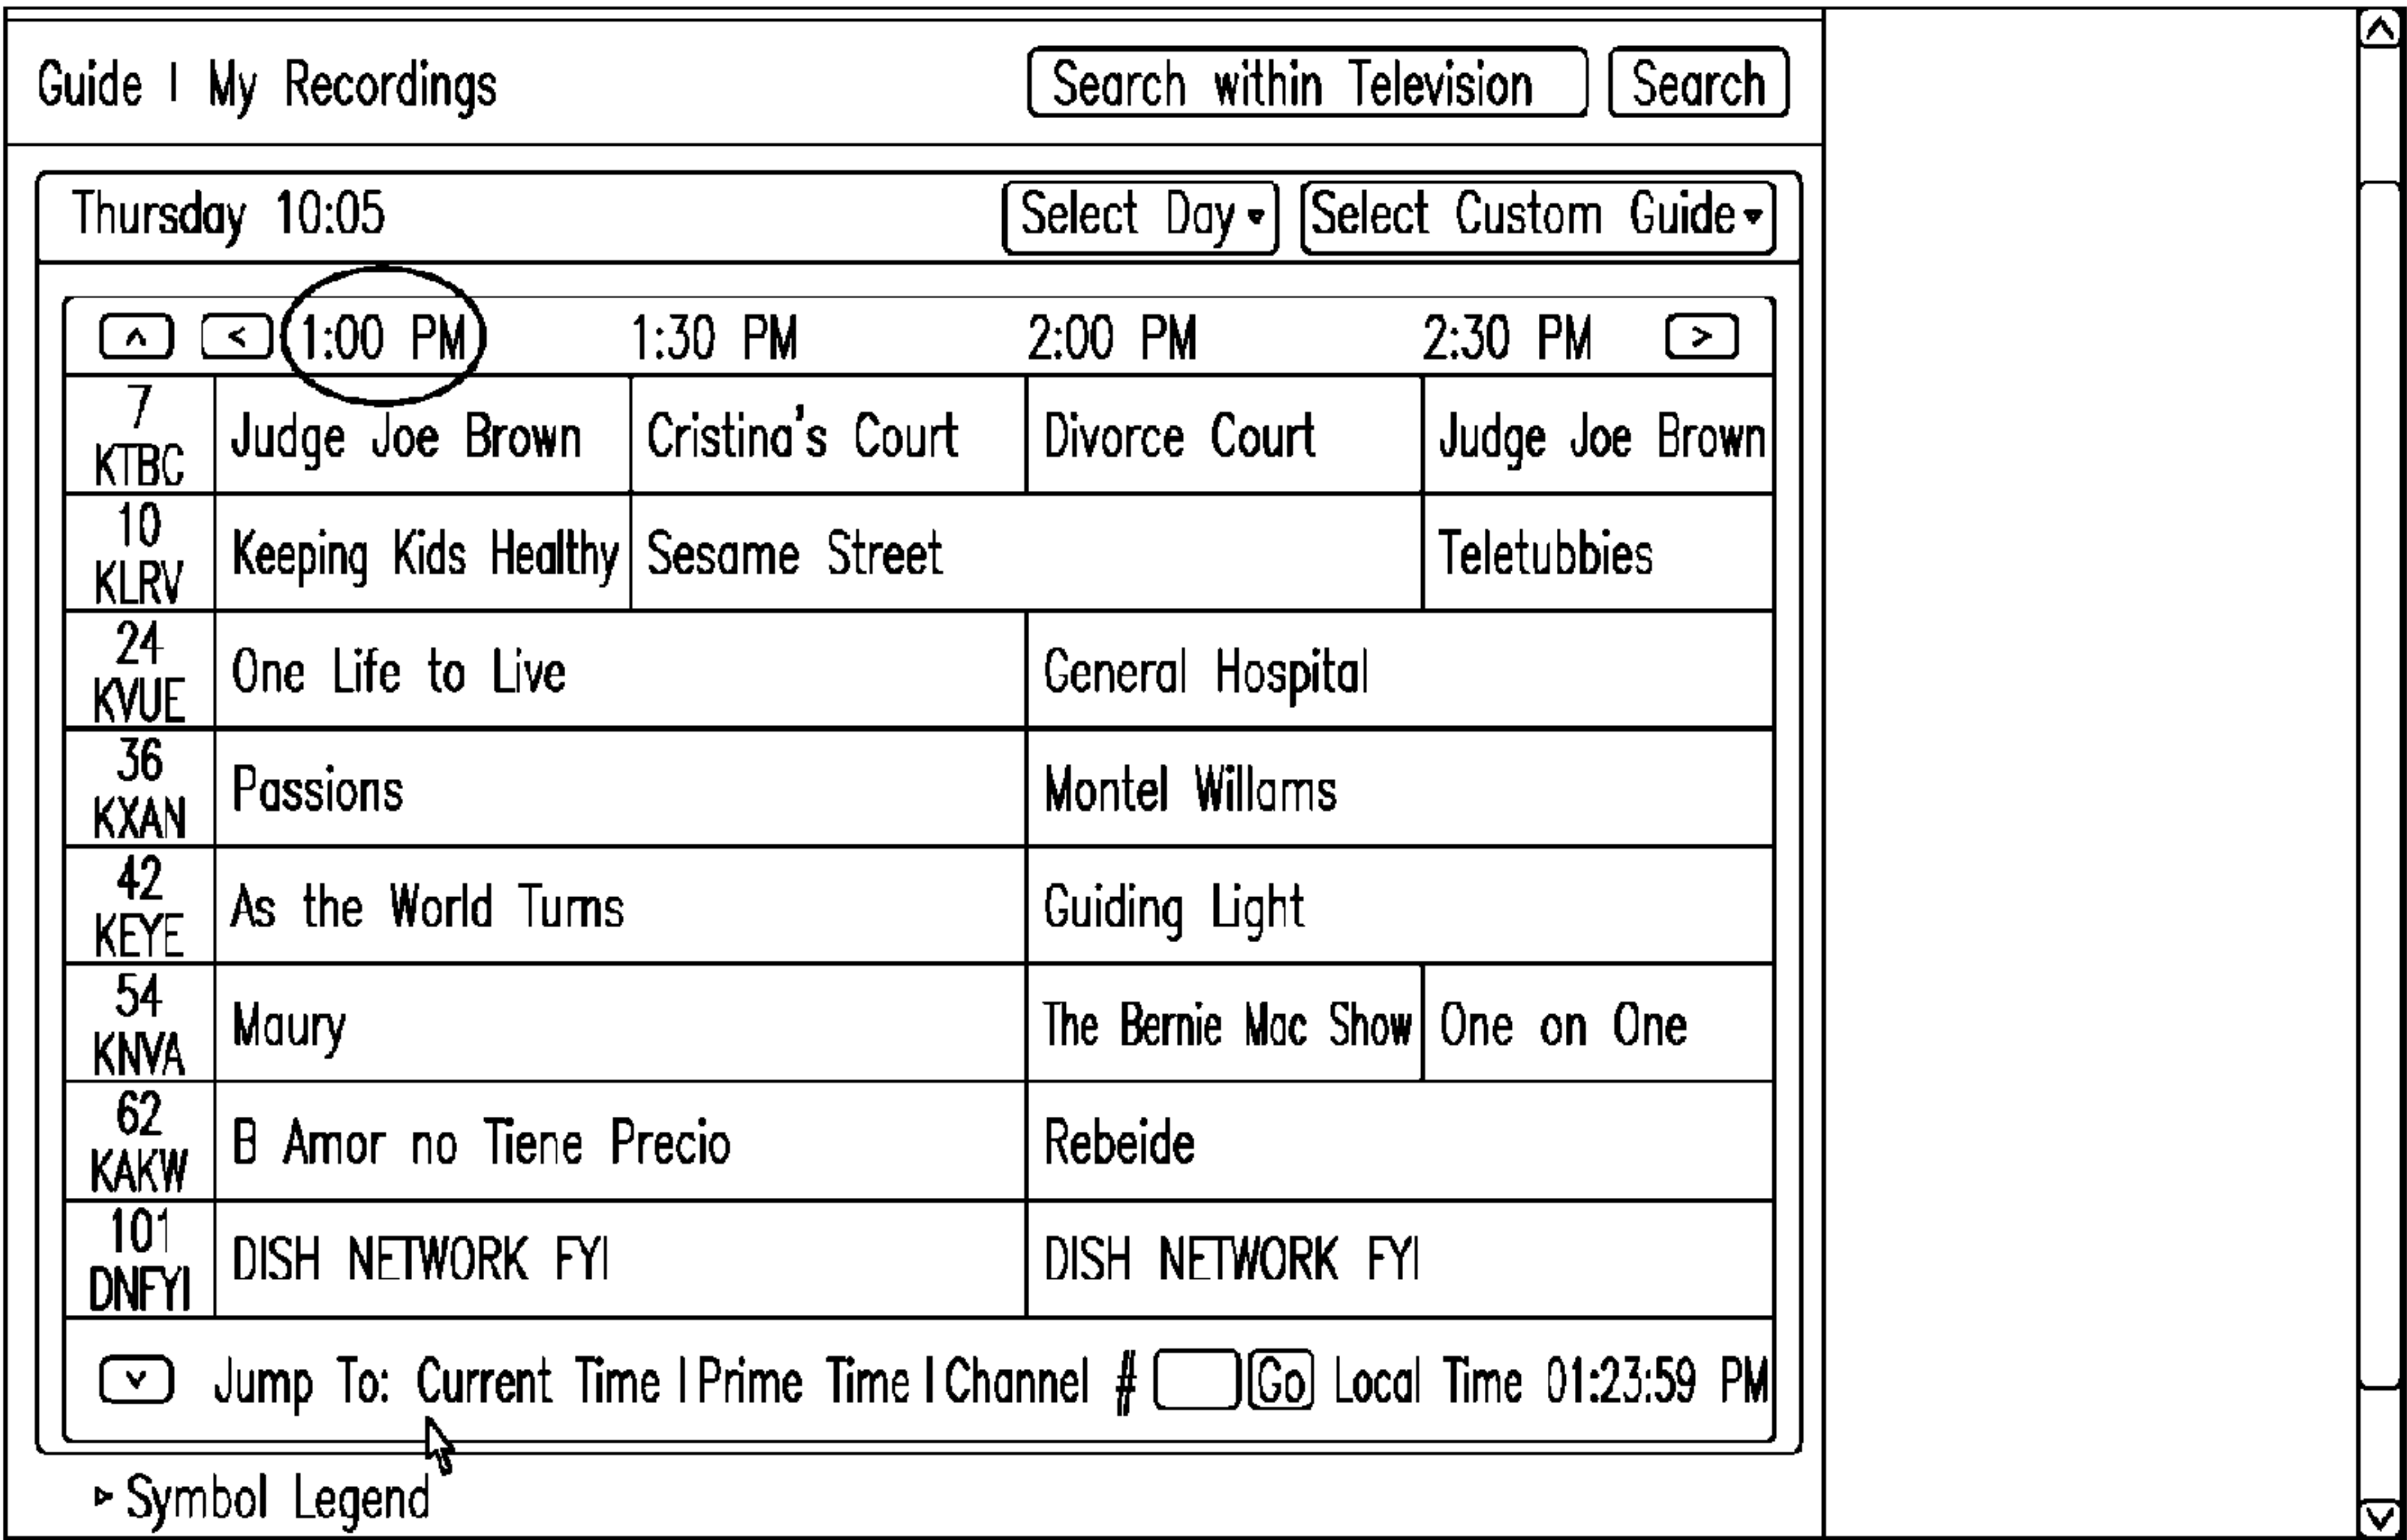 Guide | My Recordings Search within Television Search
Thursday 10:05 Select Day Select Custom Guide
1:00 PM 1:30 PM 2:00 PM 2:30 PM
7 KTBC Judge Joe Brown Cristina's Court Divorce Court Judge Joe Brown
10 KLRV Keeping Kids Healthy Sesame Street Teletubbies
24 KVUE One Life to Live General Hospital
36 KXAN Passions Montel Willams
42 KEYE As the World Turns Guiding Light
54 KNVA Maury The Bernie Mac Show One on One
62 KAKW B Amor no Tiene Precio Rebeide
101 DNFYI DISH NETWORK FYI DISH NETWORK FYI
Jump To: Current Time | Prime Time | Channel # Go Local Time 01:23:59 PM
Symbol Legend